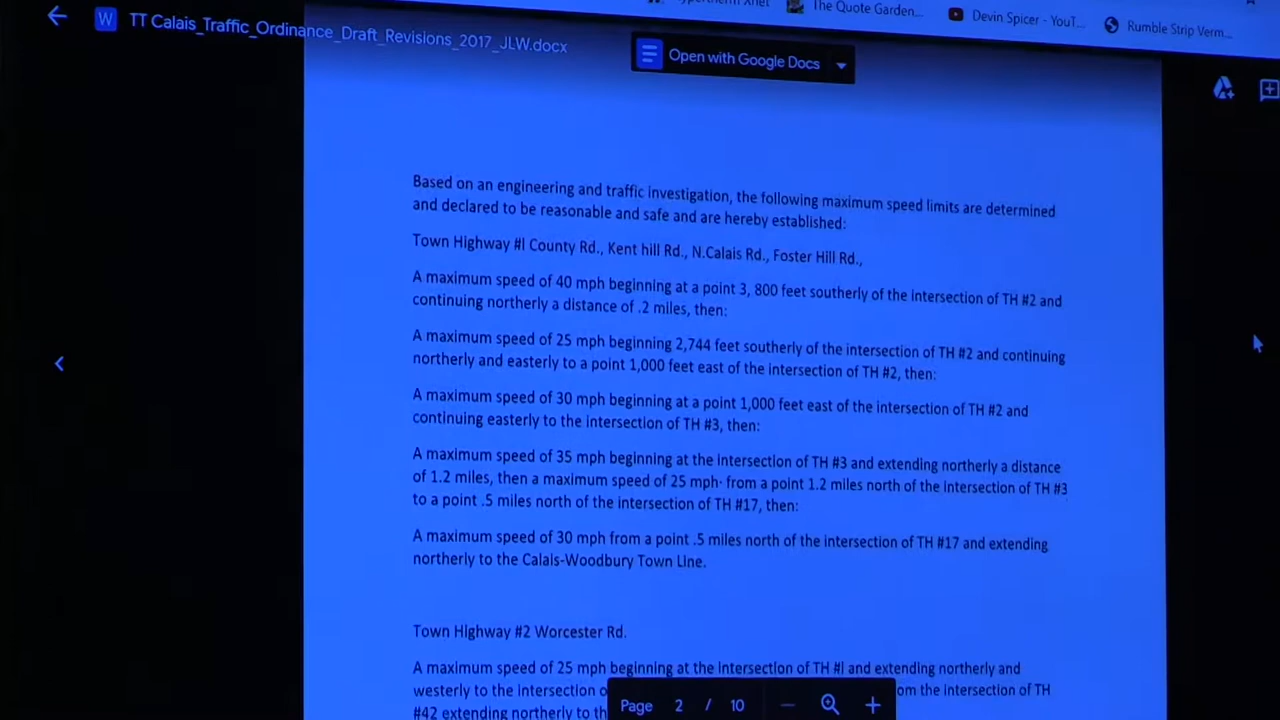 The Quote Garden...
Devin Spicer - YouT...
Rumble Strip Verm...
W TT Calais_Traffic_Ordinance_Draft_Revisions_2017_JLW.docx
Open with Google Docs
Based on an engineering and traffic investigation, the following maximum speed limits are determined
and declared to be reasonable and safe and are hereby established:
Town Highway #l County Rd., Kent hill Rd., N.Calais Rd., Foster Hill Rd.,
A maximum speed of 40 mph beginning at a point 3, 800 feet southerly of the intersection of TH #2 and
continuing northerly a distance of .2 miles, then:
A maximum speed of 25 mph beginning 2,744 feet southerly of the intersection of TH #2 and continuing
northerly and easterly to a point 1,000 feet east of the intersection of TH #2, then:
A maximum speed of 30 mph beginning at a point 1,000 feet east of the intersection of TH #2 and
continuing easterly to the intersection of TH #3, then:
A maximum speed of 35 mph beginning at the intersection of TH #3 and extending northerly a distance
of 1.2 miles, then a maximum speed of 25 mph· from a point 1.2 miles north of the intersection of TH #3
to a point .5 miles north of the intersection of TH #17, then:
A maximum speed of 30 mph from a point .5 miles north of the intersection of TH #17 and extending
northerly to the Calais-Woodbury Town Line.
Town Highway #2 Worcester Rd.
A maximum speed of 25 mph beginning at the intersection of TH #l and extending northerly and
westerly to the intersection o om the intersection of TH
#42 extending northerly to th
Page 2 / 10